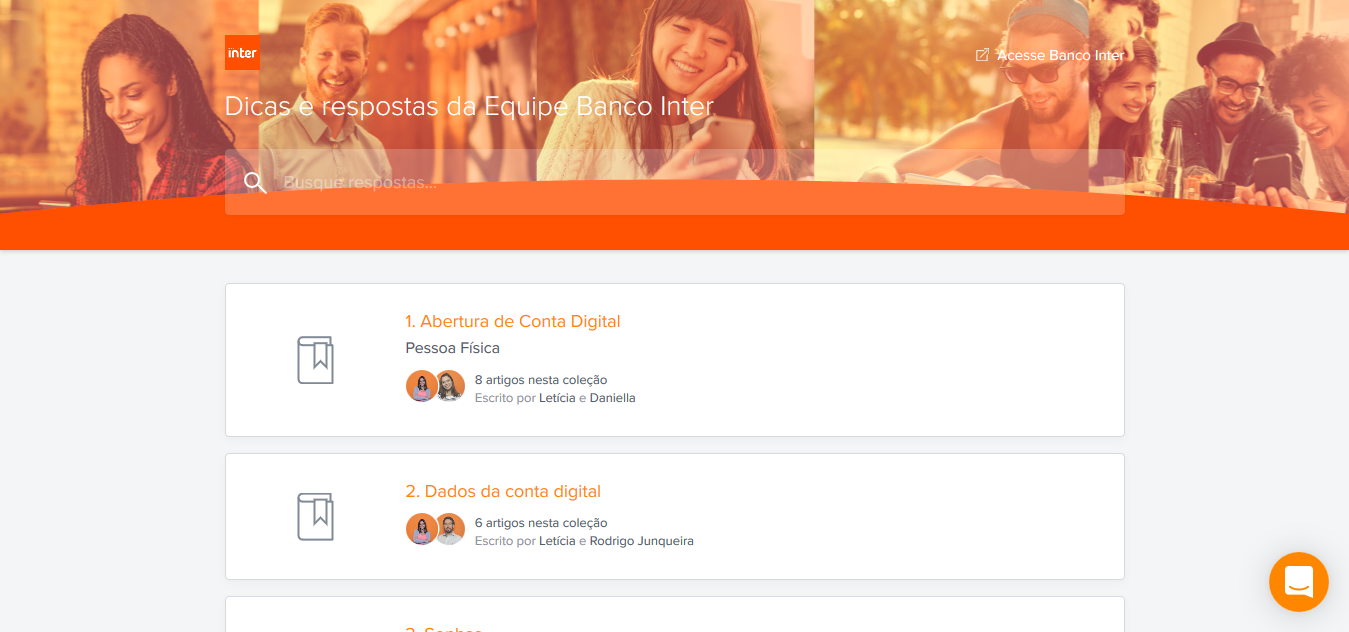 inter
Acesse Banco Inter
Dicas e respostas da Equipe Banco Inter
Busque respostas...
1. Abertura de Conta Digital
Pessoa Física
8 artigos nesta coleção
Escrito por Letícia e Daniella
2. Dados da conta digital
6 artigos nesta coleção
Escrito por Letícia e Rodrigo Junqueira